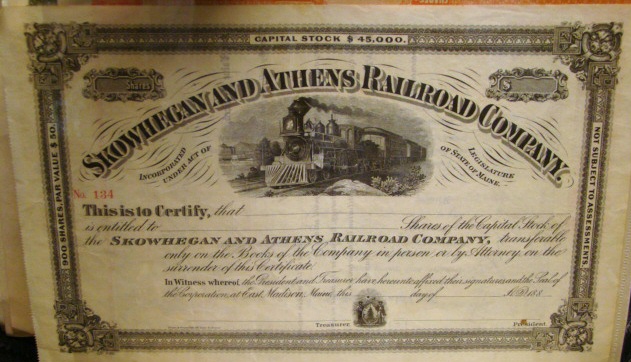 CAPITAL STOCK $ 45,000.
Shares
$
SKOWHEGAN AND ATHENS RAILROAD COMPANY.
INCORPORATED UNDER ACT OF
LEGISLATURE OF STATE OF MAINE.
900 SHARES, PAR VALUE $ 50.
NOT SUBJECT TO ASSESSMENTS.
No. 134
This is to Certify, that
is entitled to Shares of the Capital Stock of
the SKOWHEGAN AND ATHENS RAILROAD COMPANY, transferable
only on the Books of the Company in person or by Attorney on the
surrender of this Certificate.
In Witness whereof, the President and Treasurer have hereunto affixed their signatures and the Seal of
the Corporation, at East Madison, Maine, this day of A.D. 188
Treasurer. President.